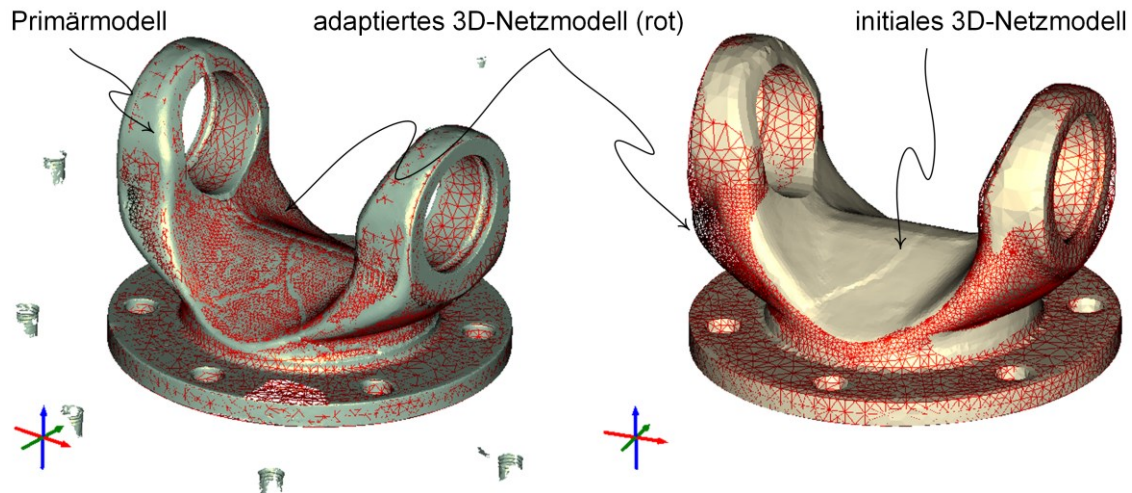 Primärmodell
adaptiertes 3D-Netzmodell (rot)
initiales 3D-Netzmodell